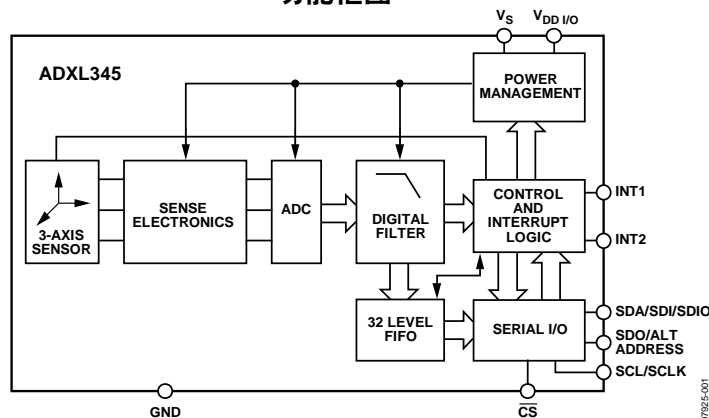 功能框图
VS
VDD I/O
ADXL345
POWER
MANAGEMENT
3-AXIS
SENSOR
SENSE
ELECTRONICS
ADC
DIGITAL
FILTER
CONTROL
AND
INTERRUPT
LOGIC
INT1
INT2
32 LEVEL
FIFO
SERIAL I/O
SDA/SDI/SDIO
SDO/ALT
ADDRESS
SCL/SCLK
GND
CS
07925-001